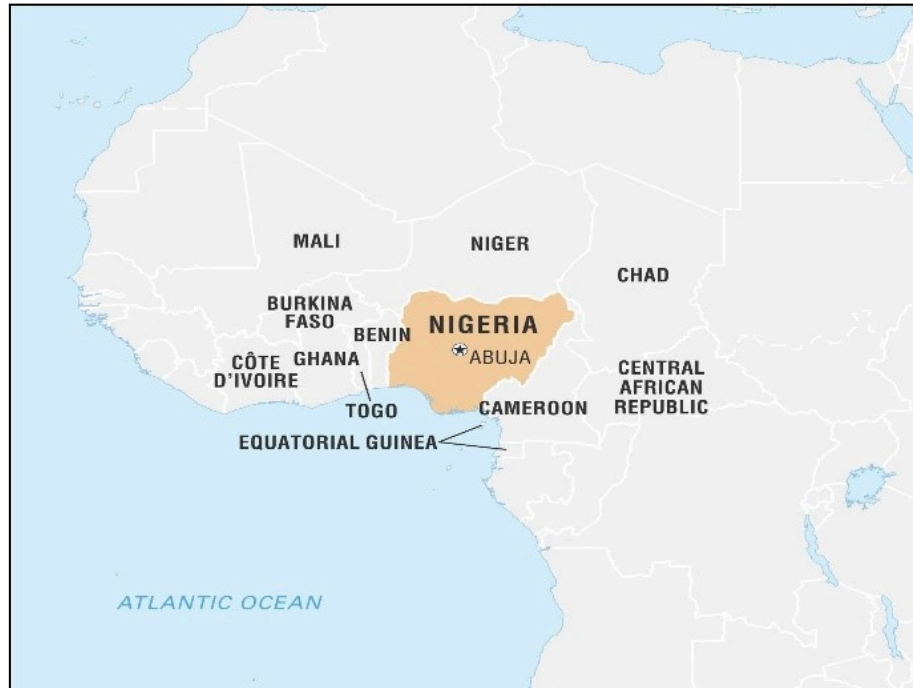 MALI
NIGER
CHAD
BURKINA
FASO
BENIN
NIGERIA
ABUJA
CÔTE
D'IVOIRE
GHANA
TOGO
CAMEROON
CENTRAL
AFRICAN
REPUBLIC
EQUATORIAL GUINEA
ATLANTIC OCEAN